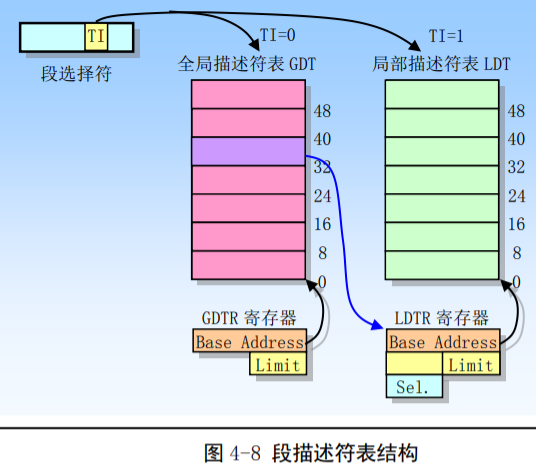 TI
段选择符
TI=0
TI=1
全局描述符表 GDT
局部描述符表 LDT
48
40
32
24
16
8
0
48
40
32
24
16
8
0
GDTR 寄存器
Base Address
Limit
LDTR 寄存器
Base Address
Limit
Sel.
图 4-8 段描述符表结构